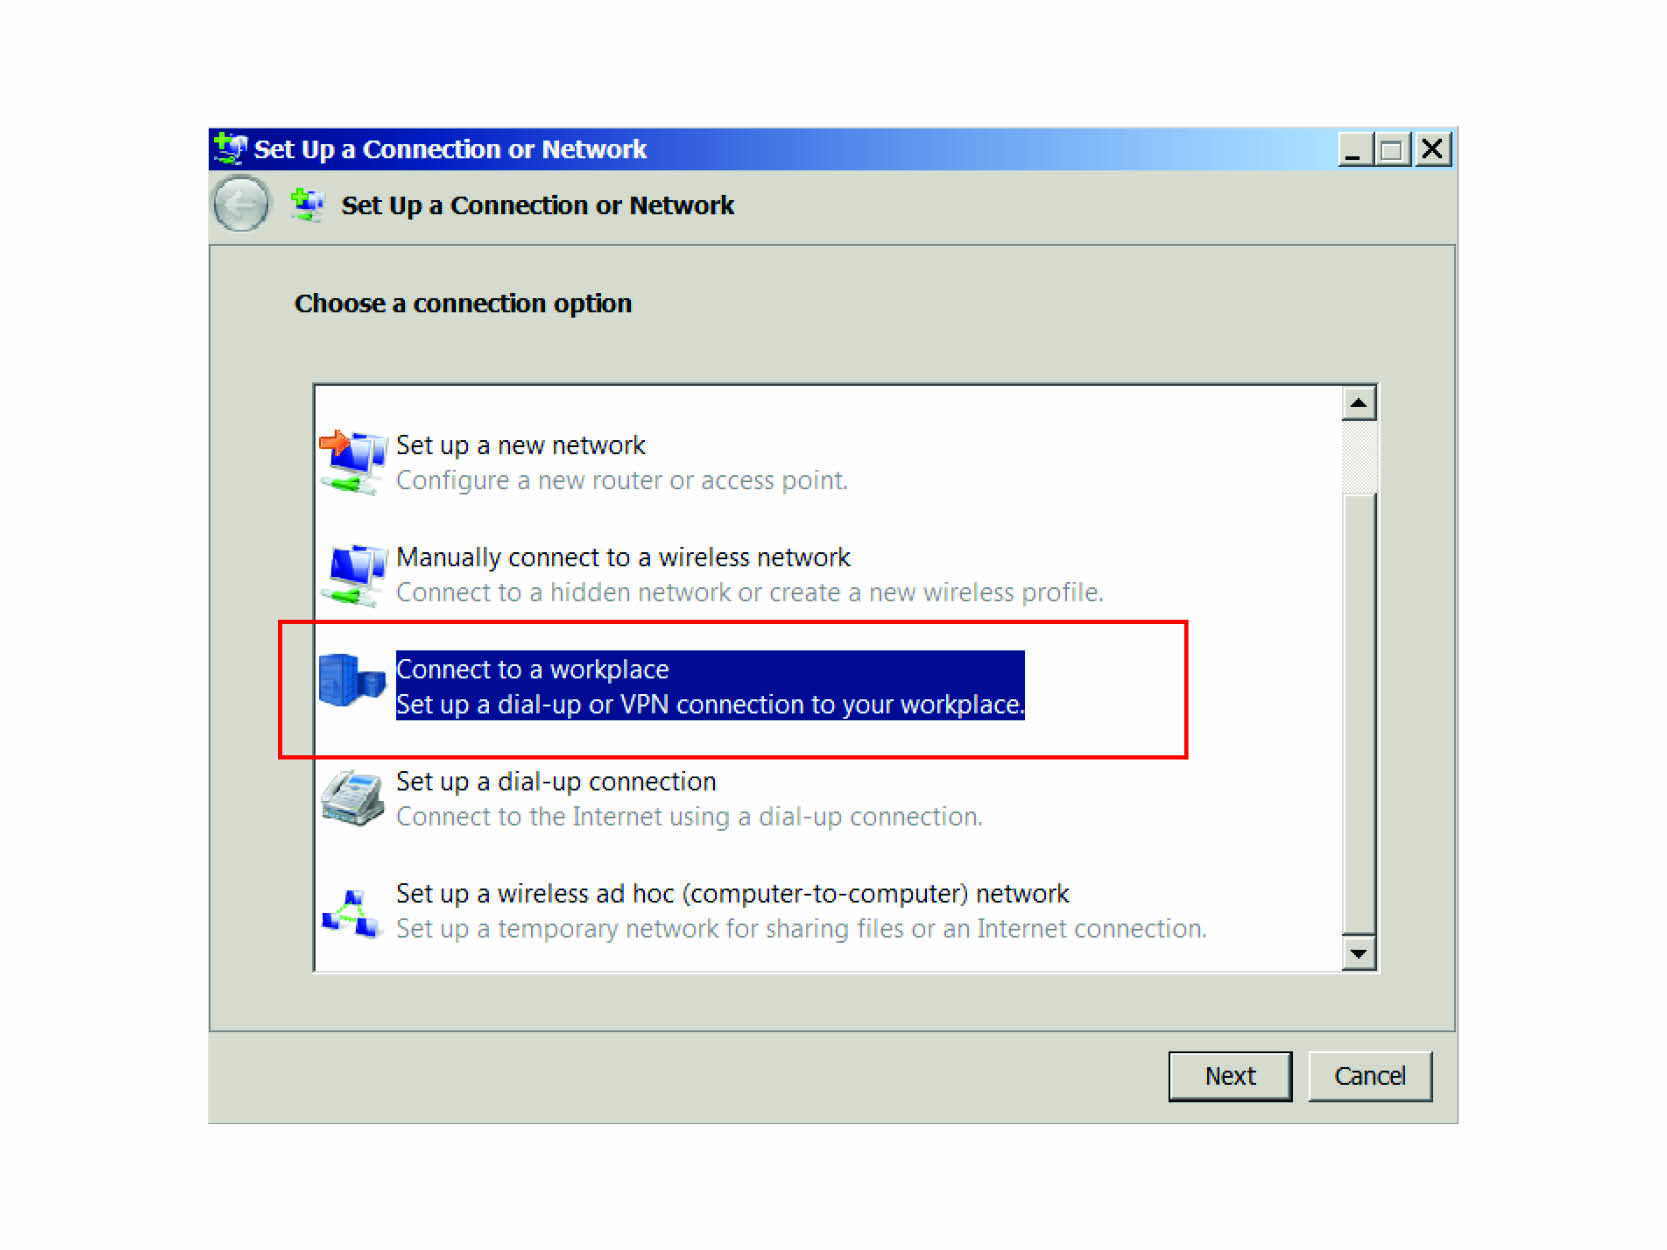 Set Up a Connection or Network
Set Up a Connection or Network
Choose a connection option
Set up a new network
Configure a new router or access point.
Manually connect to a wireless network
Connect to a hidden network or create a new wireless profile.
Connect to a workplace
Set up a dial-up or VPN connection to your workplace.
Set up a dial-up connection
Connect to the Internet using a dial-up connection.
Set up a wireless ad hoc (computer-to-computer) network
Set up a temporary network for sharing files or an Internet connection.
Next
Cancel